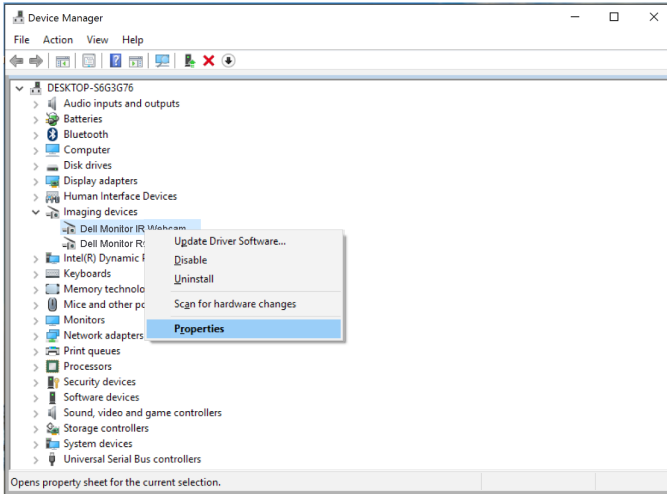 Device Manager
File Action View Help
DESKTOP-S6G3G76
Audio inputs and outputs
Batteries
Bluetooth
Computer
Disk drives
Display adapters
Human Interface Devices
Imaging devices
Dell Monitor IR Webcam
Dell Monitor
Update Driver Software...
Disable
Uninstall
Scan for hardware changes
Properties
Intel(R) Dynamic
Keyboards
Memory technolo
Mice and other po
Monitors
Network adapters
Print queues
Processors
Security devices
Software devices
Sound, video and game controllers
Storage controllers
System devices
Universal Serial Bus controllers
Opens property sheet for the current selection.